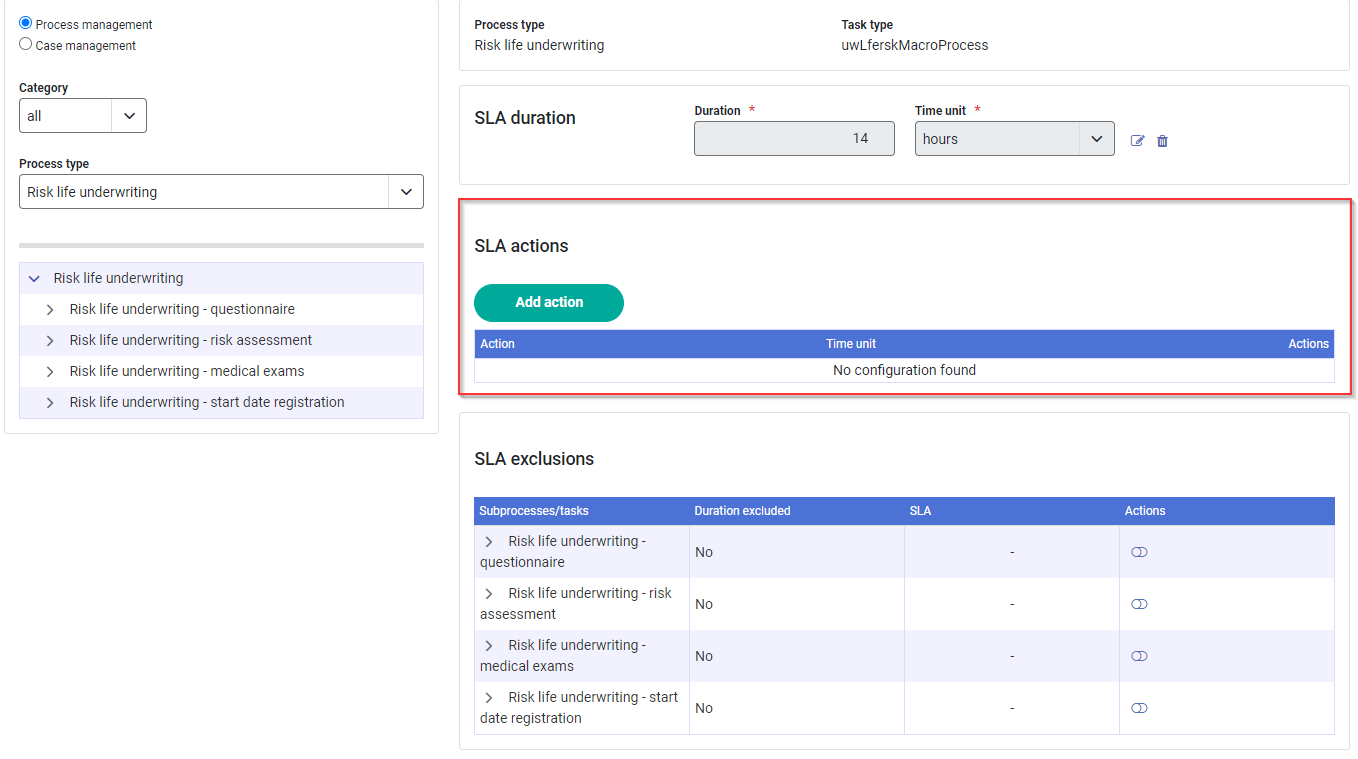 Process management
Case management
Category
all
Process type
Risk life underwriting
Risk life underwriting
Risk life underwriting - questionnaire
Risk life underwriting - risk assessment
Risk life underwriting - medical exams
Risk life underwriting - start date registration
Process type Task type
Risk life underwriting uwLferskMacroProcess
SLA duration
Duration * Time unit *
14 hours
SLA actions
Add action
Action Time unit Actions
No configuration found
SLA exclusions
Subprocesses/tasks Duration excluded SLA Actions
Risk life underwriting -
questionnaire
No -
Risk life underwriting - risk
assessment
No -
Risk life underwriting -
medical exams
No -
Risk life underwriting - start
date registration
No -